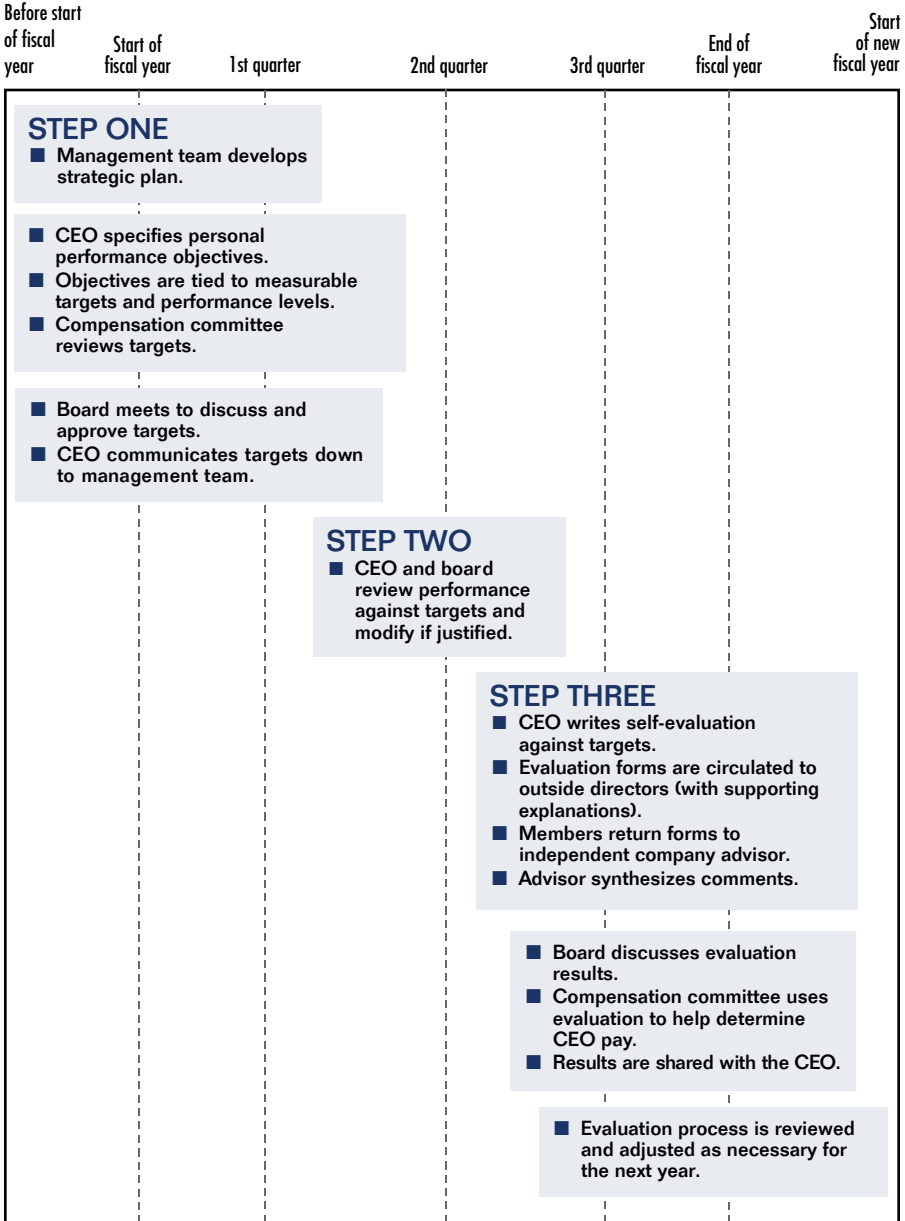 Before start
of fiscal
year
Start of
fiscal year
1st quarter
2nd quarter
3rd quarter
End of
fiscal year
Start
of new
fiscal year
STEP ONE
■ Management team develops
strategic plan.
■ CEO specifies personal
performance objectives.
■ Objectives are tied to measurable
targets and performance levels.
■ Compensation committee
reviews targets.
■ Board meets to discuss and
approve targets.
■ CEO communicates targets down
to management team.
STEP TWO
■ CEO and board
review performance
against targets and
modify if justified.
STEP THREE
■ CEO writes self-evaluation
against targets.
■ Evaluation forms are circulated to
outside directors (with supporting
explanations).
■ Members return forms to
independent company advisor.
■ Advisor synthesizes comments.
■ Board discusses evaluation
results.
■ Compensation committee uses
evaluation to help determine
CEO pay.
■ Results are shared with the CEO.
■ Evaluation process is reviewed
and adjusted as necessary for
the next year.